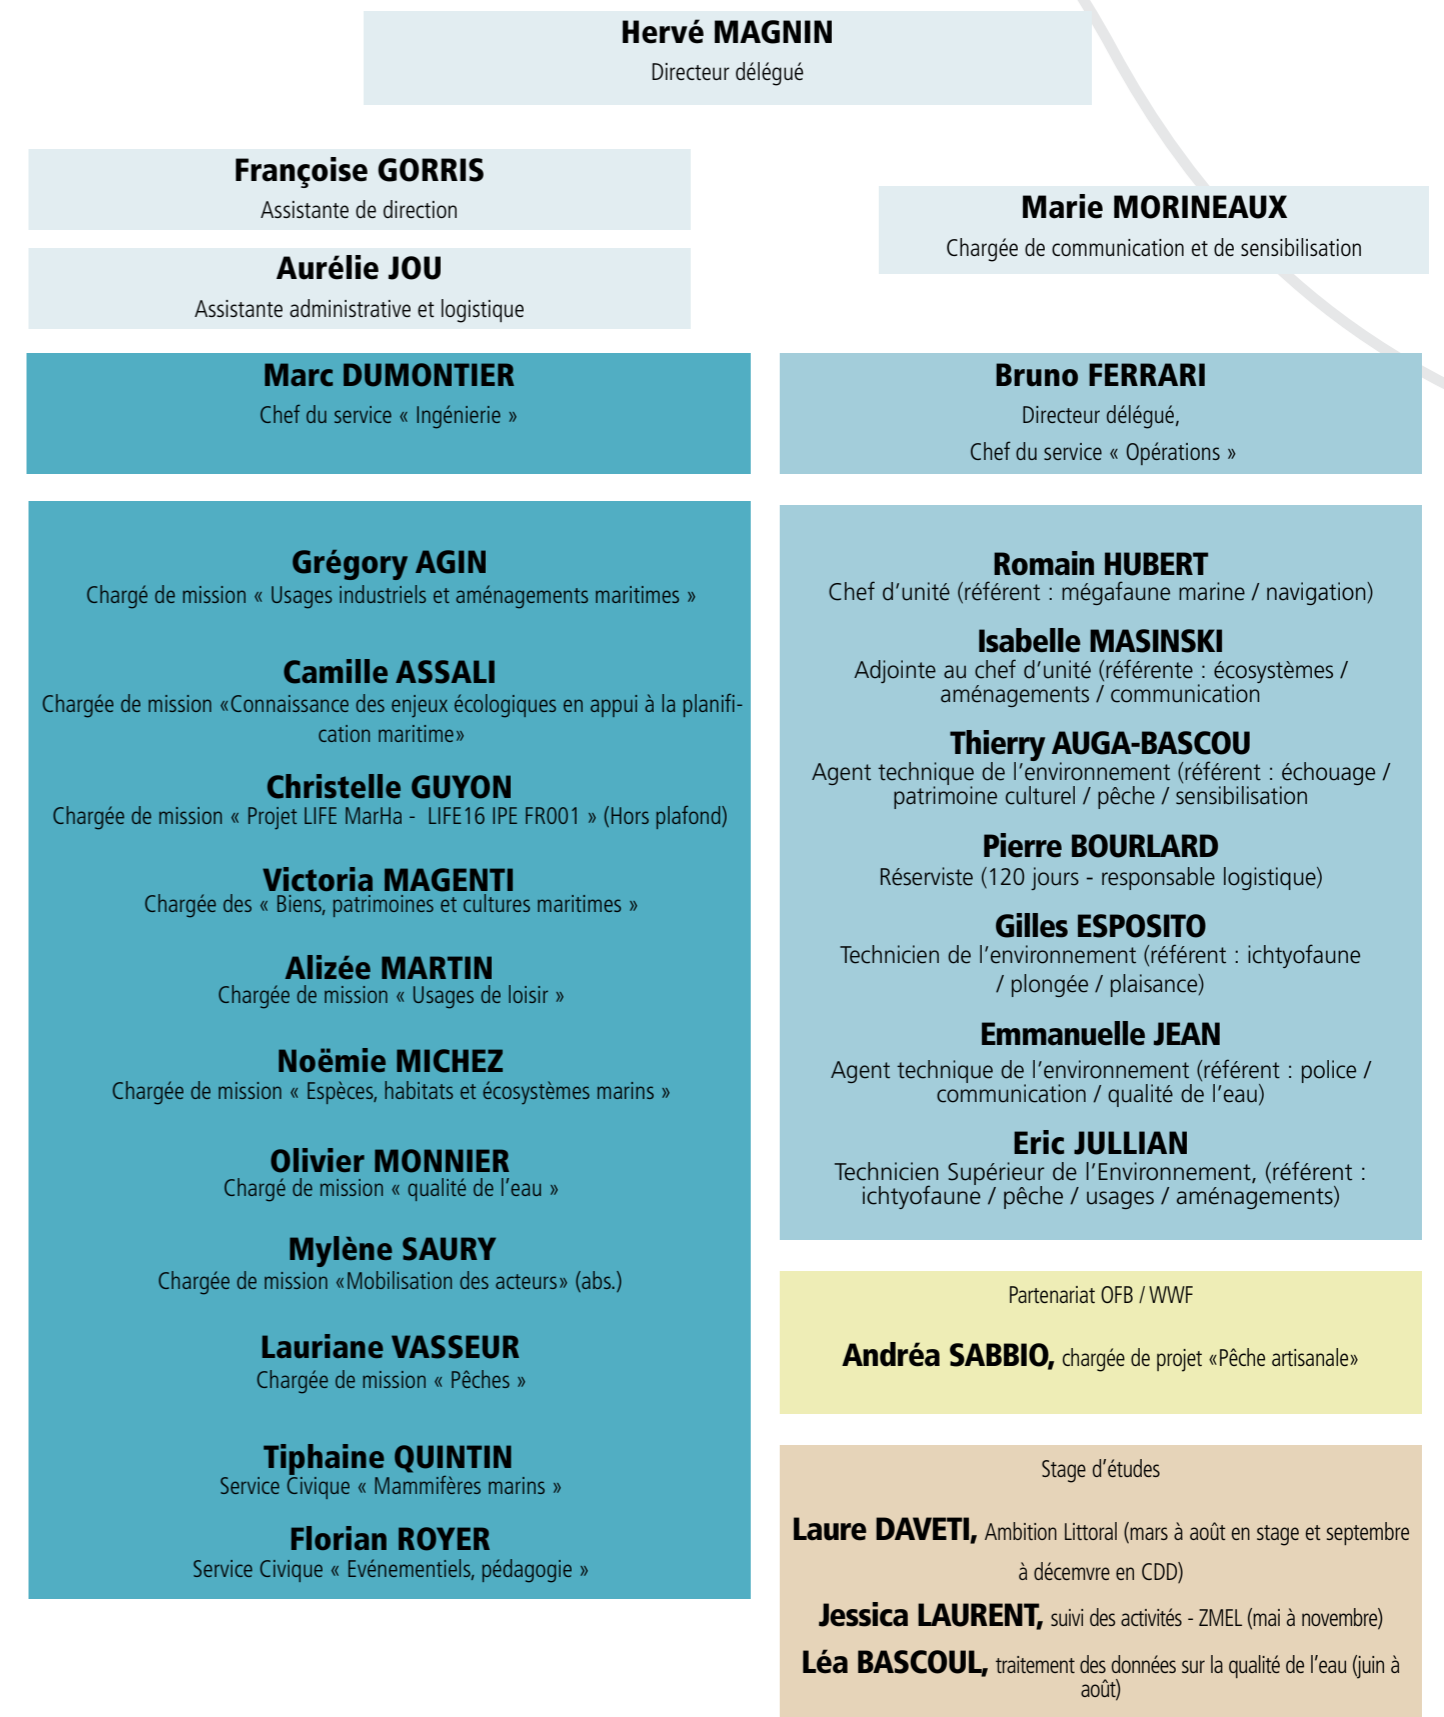 Hervé MAGNIN
Directeur délégué
Françoise GORRIS
Assistante de direction
Aurélie JOU
Assistante administrative et logistique
Marie MORINEAUX
Chargée de communication et de sensibilisation
Marc DUMONTIER
Chef du service « Ingénierie »
Grégory AGIN
Chargé de mission « Usages industriels et aménagements maritimes »
Camille ASSALI
Chargée de mission «Connaissance des enjeux écologiques en appui à la planifi-
cation maritime»
Christelle GUYON
Chargée de mission « Projet LIFE MarHa - LIFE16 IPE FR001 » (Hors plafond)
Victoria MAGENTI
Chargée des « Biens, patrimoines et cultures maritimes »
Alizée MARTIN
Chargée de mission « Usages de loisir »
Noëmie MICHEZ
Chargée de mission « Espèces, habitats et écosystèmes marins »
Olivier MONNIER
Chargé de mission « qualité de l'eau »
Mylène SAURY
Chargée de mission «Mobilisation des acteurs» (abs.)
Lauriane VASSEUR
Chargée de mission « Pêches »
Tiphaine QUINTIN
Service Civique « Mammifères marins »
Florian ROYER
Service Civique « Evénementiels, pédagogie »
Bruno FERRARI
Directeur délégué,
Chef du service « Opérations »
Romain HUBERT
Chef d'unité (référent : mégafaune marine / navigation)
Isabelle MASINSKI
Adjointe au chef d'unité (référente : écosystèmes /
aménagements / communication
Thierry AUGA-BASCOU
Agent technique de l'environnement (référent : échouage /
patrimoine culturel / pêche / sensibilisation
Pierre BOURLARD
Réserviste (120 jours - responsable logistique)
Gilles ESPOSITO
Technicien de l'environnement (référent : ichtyofaune
/ plongée / plaisance)
Emmanuelle JEAN
Agent technique de l'environnement (référent : police /
communication / qualité de l'eau)
Eric JULLIAN
Technicien Supérieur de l'Environnement, (référent :
ichtyofaune / pêche / usages / aménagements)
Partenariat OFB / WWF
Andréa SABBIO, chargée de projet «Pêche artisanale»
Stage d'études
Laure DAVETI, Ambition Littoral (mars à août en stage et septembre
à décemvre en CDD)
Jessica LAURENT, suivi des activités - ZMEL (mai à novembre)
Léa BASCOUL, traitement des données sur la qualité de l'eau (juin à
août)